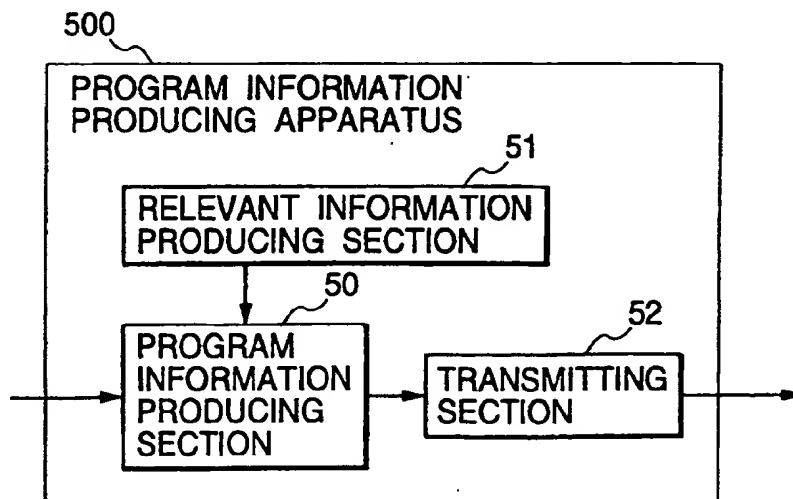 500
PROGRAM INFORMATION
PRODUCING APPARATUS
51
RELEVANT INFORMATION
PRODUCING SECTION
50
PROGRAM
INFORMATION
PRODUCING
SECTION
52
TRANSMITTING
SECTION